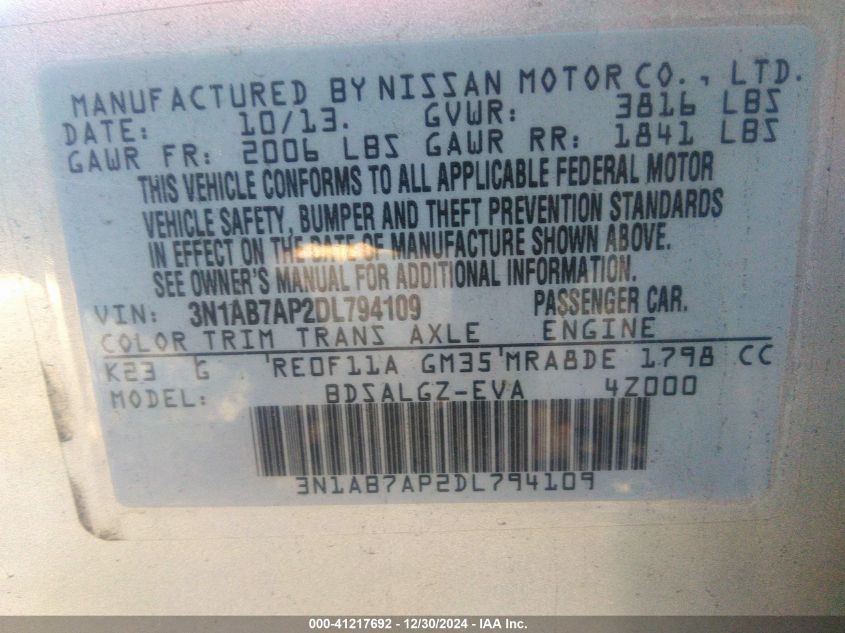 MANUFACTURED BY NISSAN MOTOR CO., LTD.
DATE: 10/13. GVWR: 3816 LBS
GAWR FR: 2006 LBS GAWR RR: 1841 LBS
THIS VEHICLE CONFORMS TO ALL APPLICABLE FEDERAL MOTOR
VEHICLE SAFETY, BUMPER AND THEFT PREVENTION STANDARDS
IN EFFECT ON THE DATE OF MANUFACTURE SHOWN ABOVE.
SEE OWNER'S MANUAL FOR ADDITIONAL INFORMATION.
VIN: 3N1AB7AP2DL794109 PASSENGER CAR.
COLOR TRIM TRANS AXLE ENGINE
K23 G 'RE0F11A GM35'MRA8DE 1798 CC
MODEL: BDSALGZ-EVA 4Z000
3N1AB7AP2DL794109
000-41217692 - 12/30/2024 - IAA Inc.